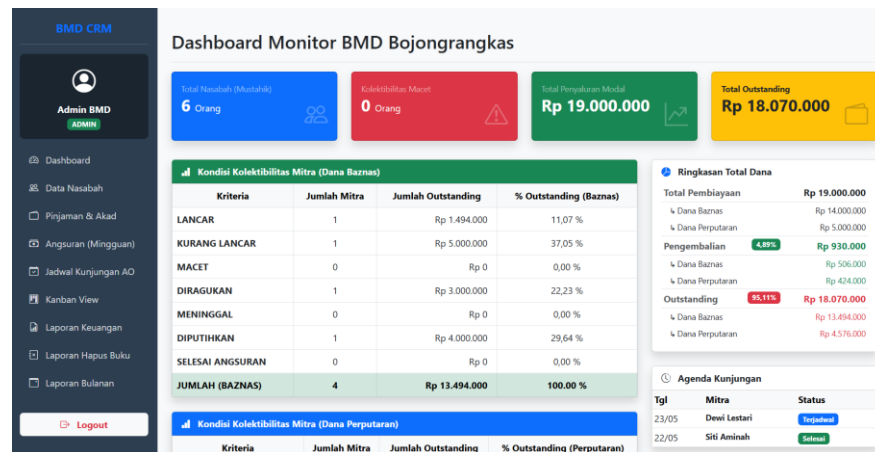 BMD CRM
Admin BMD
ADMIN
Dashboard
Data Nasabah
Pinjaman & Akad
Angsuran (Mingguan)
Jadwal Kunjungan AO
Kanban View
Laporan Keuangan
Laporan Hapus Buku
Laporan Bulanan
Logout
Dashboard Monitor BMD Bojongrangkas
Total Nasabah (Mustahik)
6 Orang
Kolektibilitas Macet
0 Orang
Total Penyaluran Modal
Rp 19.000.000
Total Outstanding
Rp 18.070.000
Kondisi Kolektibilitas Mitra (Dana Baznas)
Kriteria Jumlah Mitra Jumlah Outstanding % Outstanding (Baznas)
LANCAR 1 Rp 1.494.000 11,07 %
KURANG LANCAR 1 Rp 5.000.000 37,05 %
MACET 0 Rp 0 0,00 %
DIRAGUKAN 1 Rp 3.000.000 22,23 %
MENINGGAL 0 Rp 0 0,00 %
DIPUTIHKAN 1 Rp 4.000.000 29,64 %
SELESAI ANGSURAN 0 Rp 0 0,00 %
JUMLAH (BAZNAS) 4 Rp 13.494.000 100.00 %
Kondisi Kolektibilitas Mitra (Dana Perputaran)
Kriteria Jumlah Mitra Jumlah Outstanding % Outstanding (Perputaran)
Ringkasan Total Dana
Total Pembiayaan Rp 19.000.000
↳ Dana Baznas Rp 14.000.000
↳ Dana Perputaran Rp 5.000.000
Pengembalian 4,89% Rp 930.000
↳ Dana Baznas Rp 506.000
↳ Dana Perputaran Rp 424.000
Outstanding 95,11% Rp 18.070.000
↳ Dana Baznas Rp 13.494.000
↳ Dana Perputaran Rp 4.576.000
Agenda Kunjungan
Tgl Mitra Status
23/05 Dewi Lestari Terjadwal
22/05 Siti Aminah Selesai